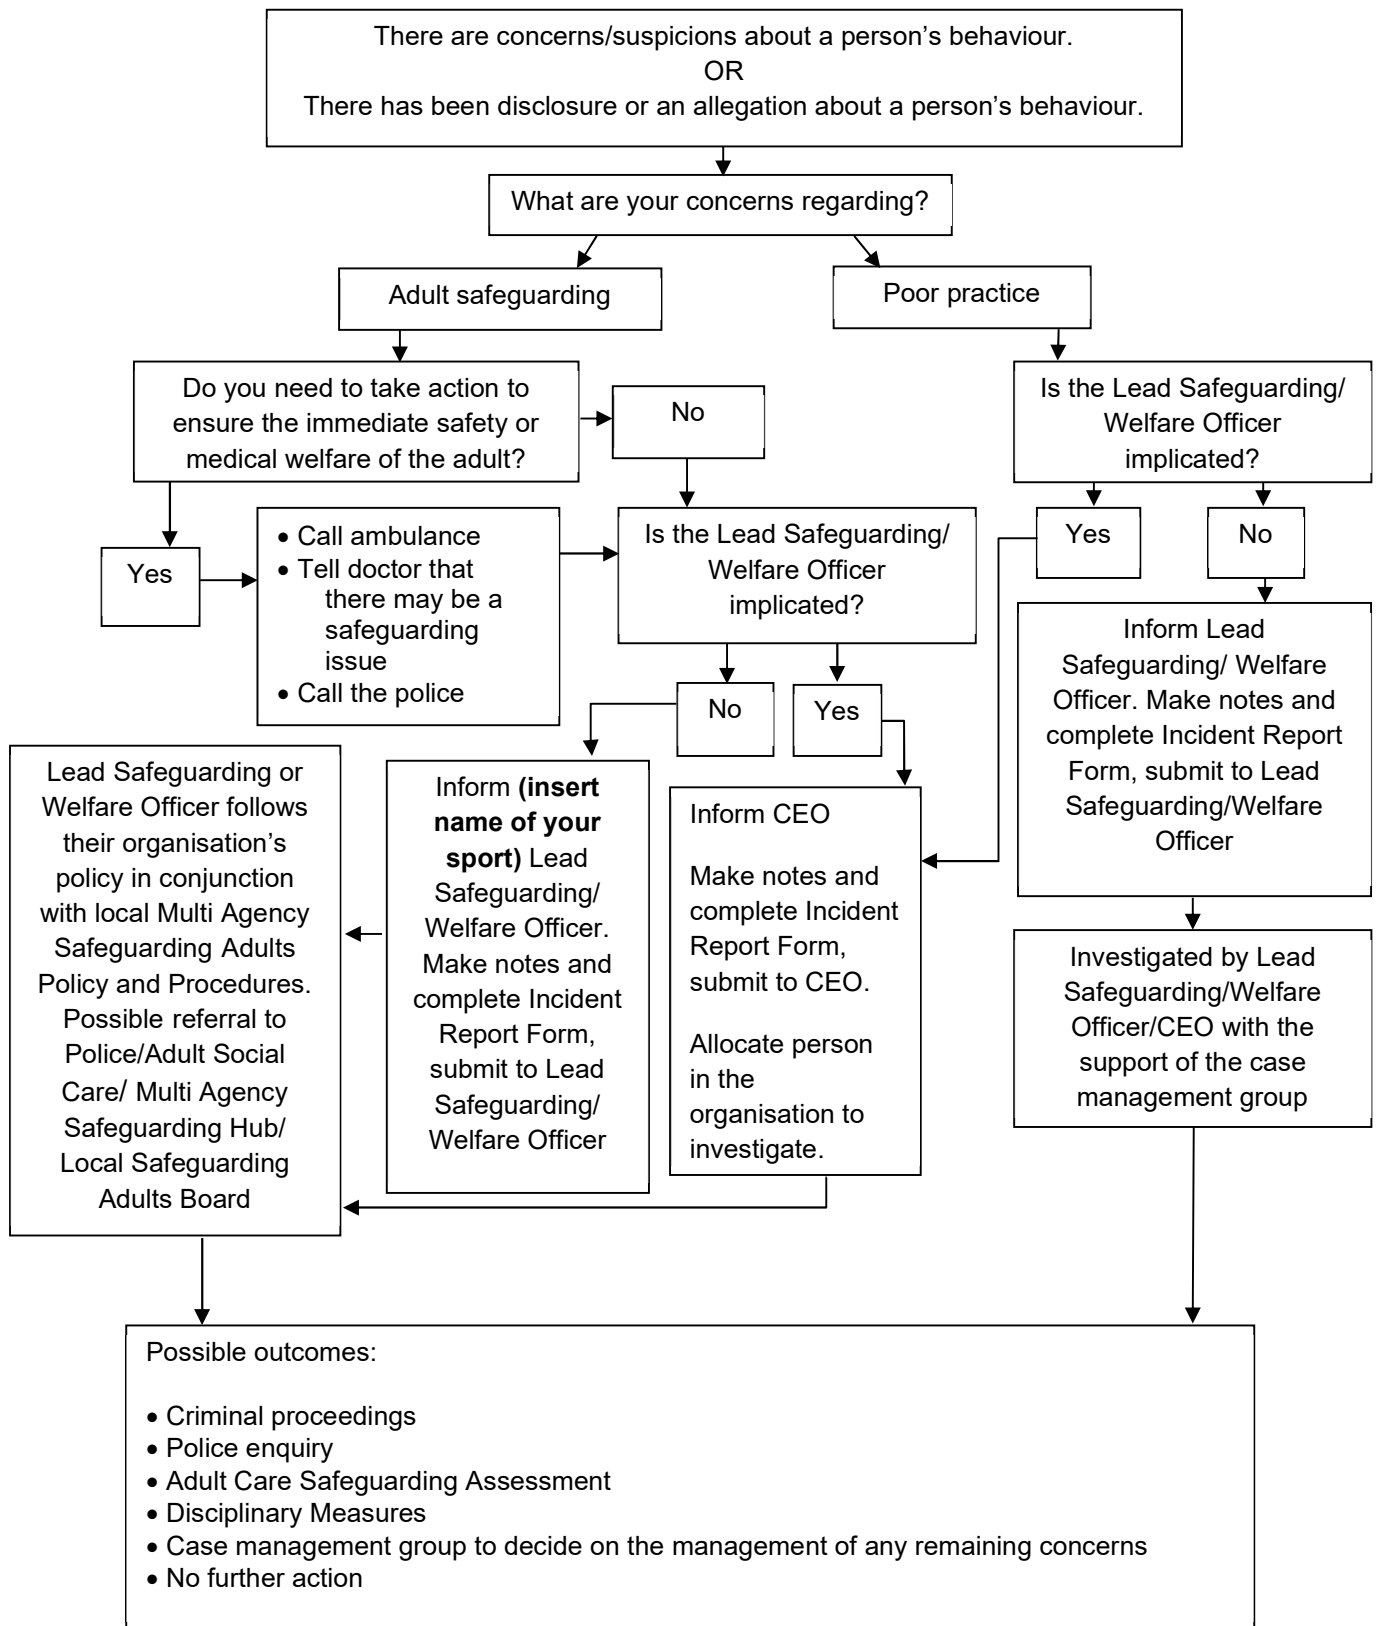 There are concerns/suspicions about a person’s behaviour.
OR
There has been disclosure or an allegation about a person’s behaviour.
What are your concerns regarding?
Adult safeguarding
Poor practice
Do you need to take action to
ensure the immediate safety or
medical welfare of the adult?
No
Is the Lead Safeguarding/
Welfare Officer
implicated?
Yes
No
Yes
• Call ambulance
• Tell doctor that
there may be a
safeguarding
issue
• Call the police
Is the Lead Safeguarding/
Welfare Officer
implicated?
No
Yes
Inform Lead
Safeguarding/ Welfare
Officer. Make notes and
complete Incident Report
Form, submit to Lead
Safeguarding/Welfare
Officer
Lead Safeguarding or
Welfare Officer follows
their organisation’s
policy in conjunction
with local Multi Agency
Safeguarding Adults
Policy and Procedures.
Possible referral to
Police/Adult Social
Care/ Multi Agency
Safeguarding Hub/
Local Safeguarding
Adults Board
Inform (insert
name of your
sport) Lead
Safeguarding/
Welfare Officer.
Make notes and
complete Incident
Report Form,
submit to Lead
Safeguarding/
Welfare Officer
Inform CEO
Make notes and
complete Incident
Report Form,
submit to CEO.
Allocate person
in the
organisation to
investigate.
Investigated by Lead
Safeguarding/Welfare
Officer/CEO with the
support of the case
management group
Possible outcomes:
• Criminal proceedings
• Police enquiry
• Adult Care Safeguarding Assessment
• Disciplinary Measures
• Case management group to decide on the management of any remaining concerns
• No further action